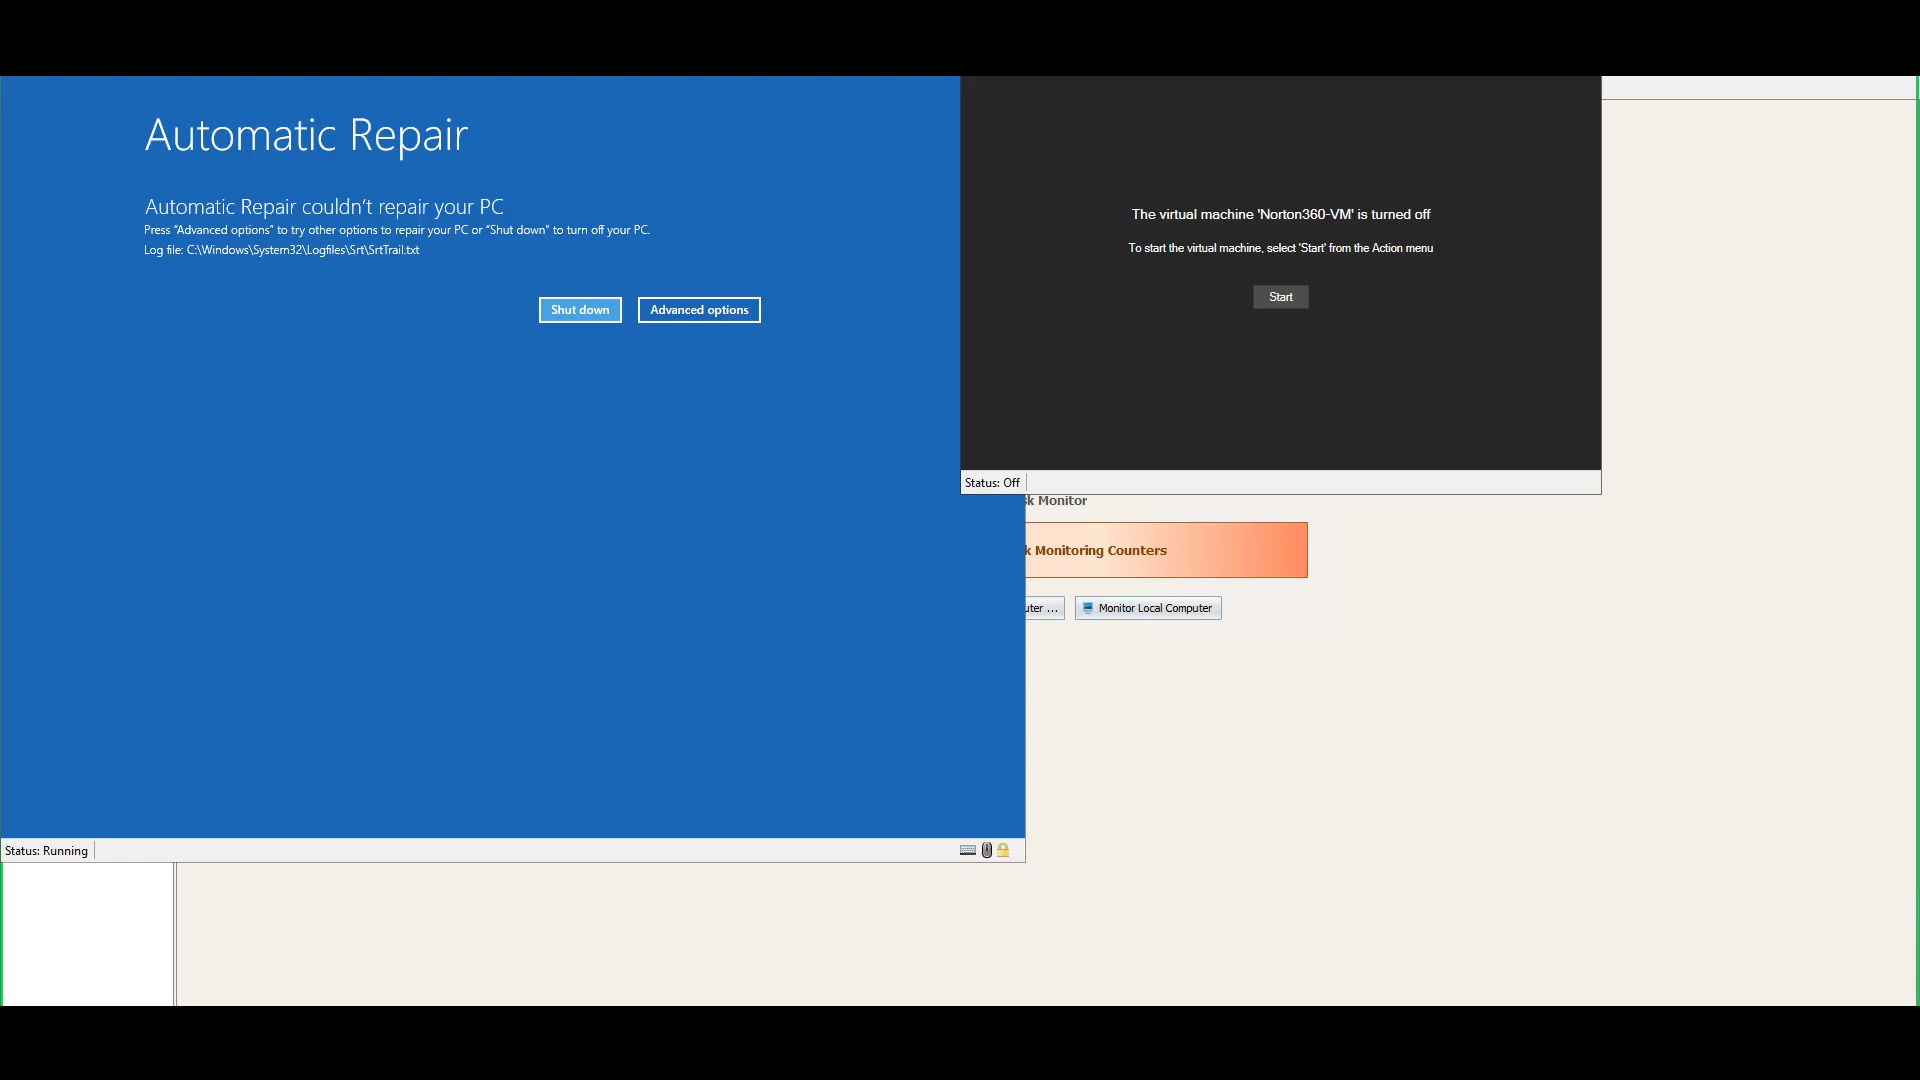 Automatic Repair
Automatic Repair couldn't repair your PC
Press “Advanced options” to try other options to repair your PC or “Shut down” to turn off your PC.
Log file: C:\Windows\System32\Logfiles\Srt\SrtTrail.txt
Shut down
Advanced options
Status: Running
The virtual machine 'Norton360-VM' is turned off
To start the virtual machine, select 'Start' from the Action menu
Start
Status: Off
sk Monitor
k Monitoring Counters
uter ...
Monitor Local Computer